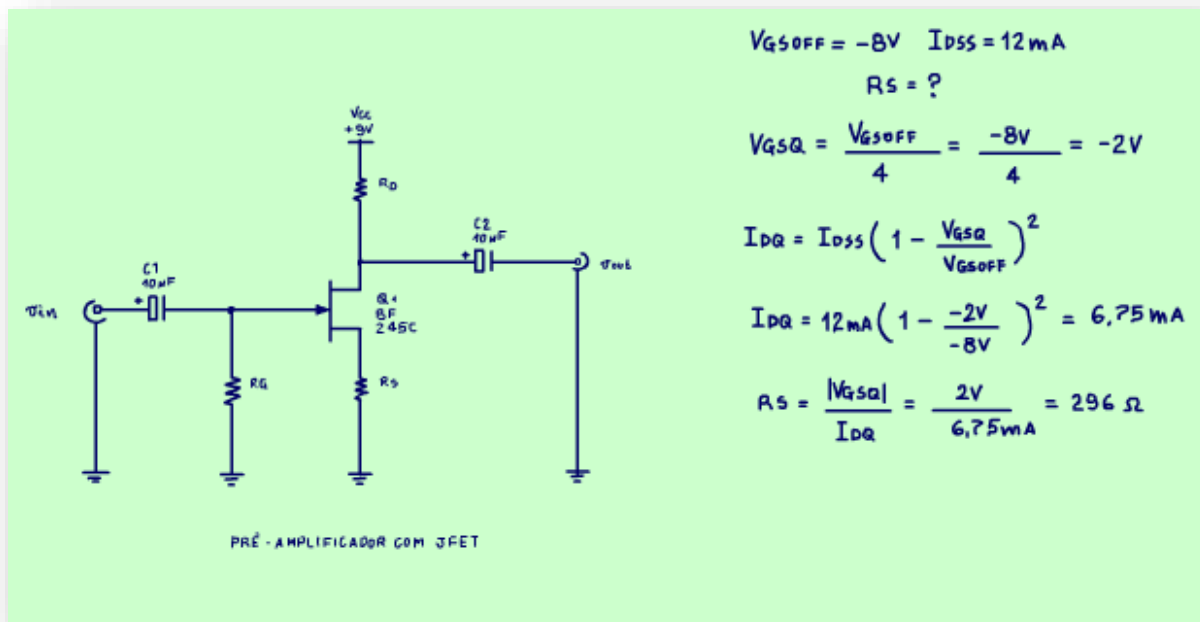 VCC
+9V
RD
C2
10µF
+
vout
C1
10µF
+
vin
Q1
BF
245C
RG
RS
PRÉ-AMPLIFICADOR COM JFET
VGSOFF = -8V IDSS = 12mA
RS = ?
VGSQ = VGSOFF / 4 = -8V / 4 = -2V
IDQ = IDSS ( 1 - VGSQ / VGSOFF )²
IDQ = 12mA ( 1 - -2V / -8V )² = 6,75mA
RS = |VGSQ| / IDQ = 2V / 6,75mA = 296 Ω